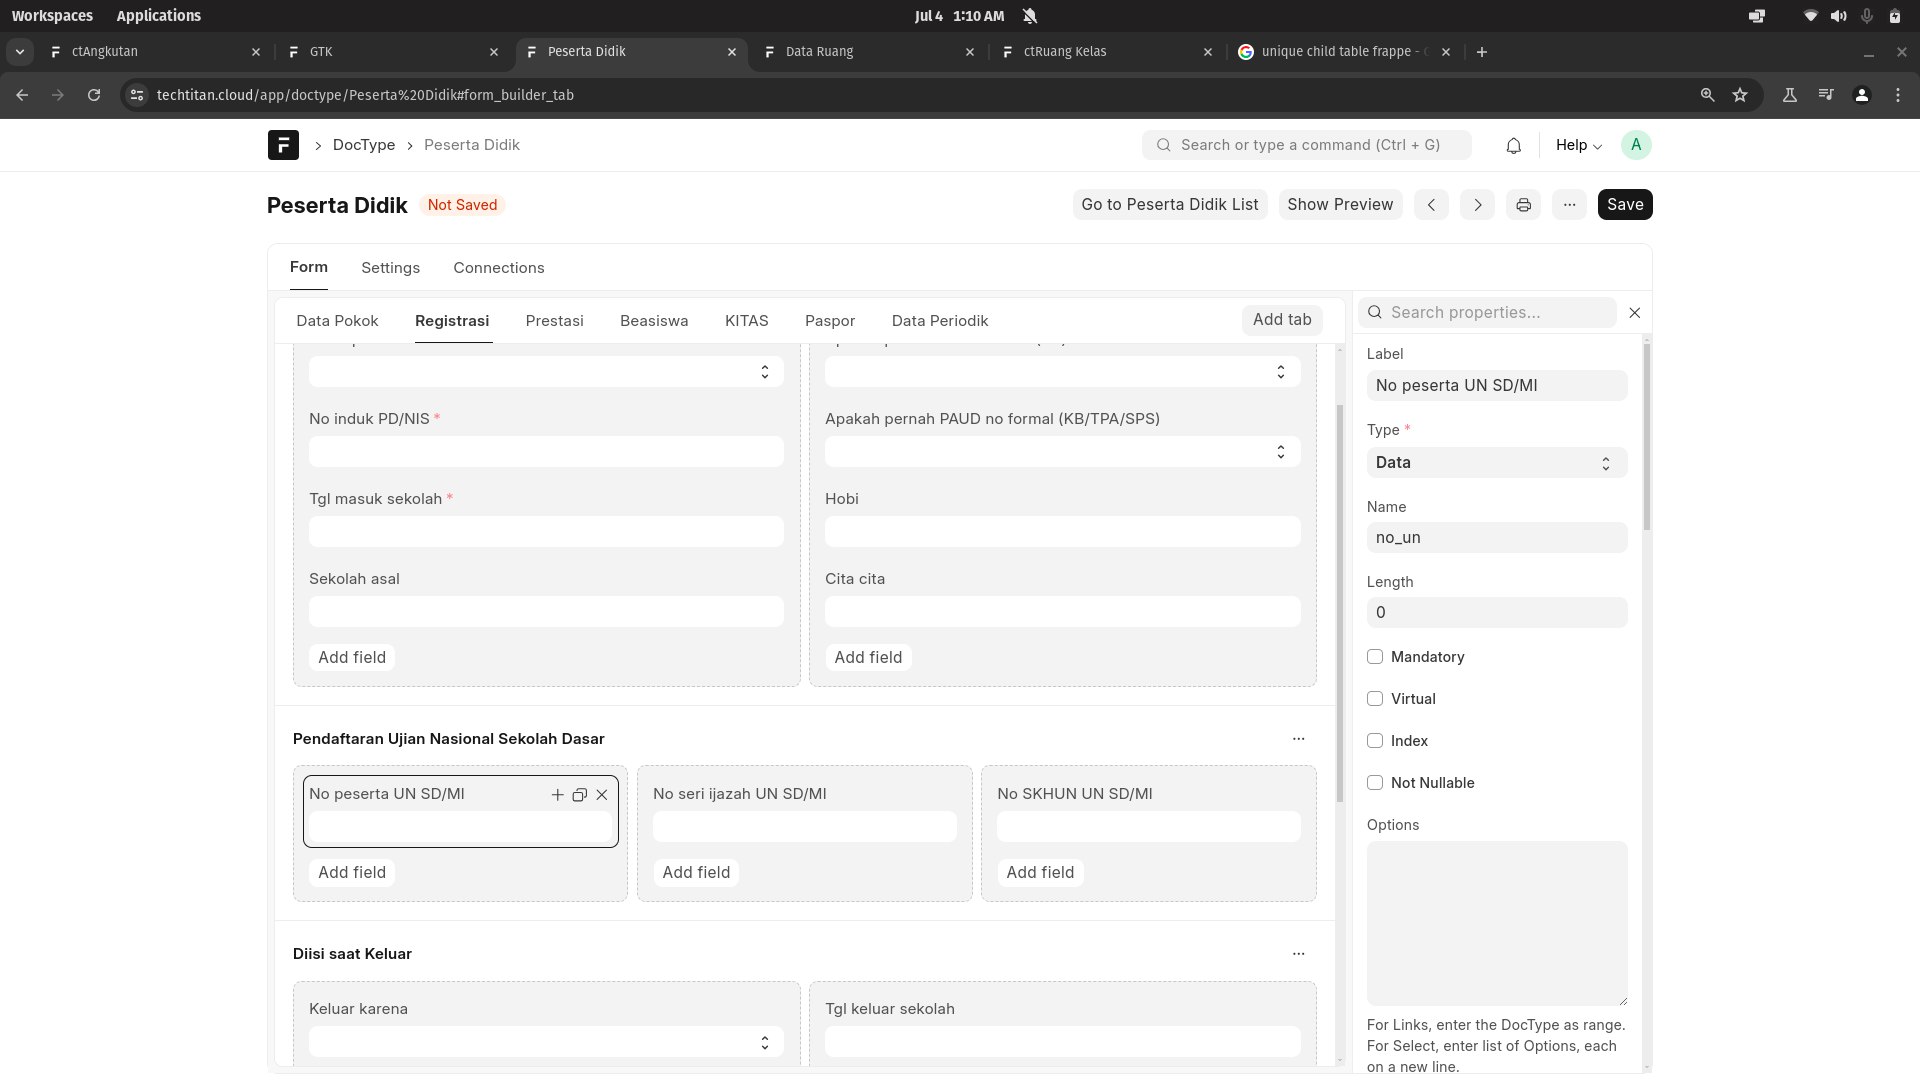 Workspaces Applications Jul 4 1:10 AM
ctAngkutan GTK Peserta Didik Data Ruang ctRuang Kelas unique child table frappe -
techtitan.cloud/app/doctype/Peserta%20Didik#form_builder_tab
DocType Peserta Didik Search or type a command (Ctrl + G) Help A
Peserta Didik Not Saved Go to Peserta Didik List Show Preview ... Save
Form Settings Connections
Data Pokok Registrasi Prestasi Beasiswa KITAS Paspor Data Periodik Add tab
No induk PD/NIS *
Apakah pernah PAUD no formal (KB/TPA/SPS)
Tgl masuk sekolah *
Hobi
Sekolah asal
Cita cita
Add field Add field
Pendaftaran Ujian Nasional Sekolah Dasar ...
No peserta UN SD/MI No seri ijazah UN SD/MI No SKHUN UN SD/MI
Add field Add field Add field
Diisi saat Keluar ...
Keluar karena Tgl keluar sekolah
Search properties...
Label
No peserta UN SD/MI
Type *
Data
Name
no_un
Length
0
Mandatory
Virtual
Index
Not Nullable
Options
For Links, enter the DocType as range.
For Select, enter list of Options, each
on a new line.